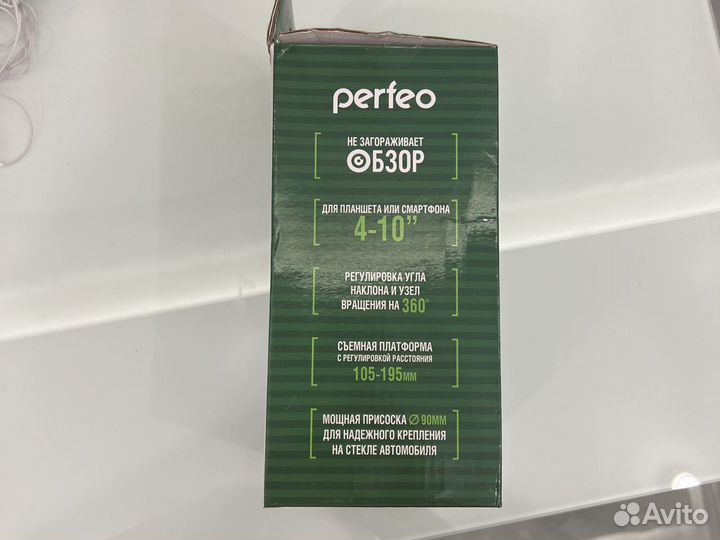 perfeo
НЕ ЗАГОРАЖИВАЕТ
ОБЗОР
ДЛЯ ПЛАНШЕТА ИЛИ СМАРТФОНА
4-10”
РЕГУЛИРОВКА УГЛА
НАКЛОНА И УЗЕЛ
ВРАЩЕНИЯ НА 360°
СЪЕМНАЯ ПЛАТФОРМА
С РЕГУЛИРОВКОЙ РАССТОЯНИЯ
105-195ММ
МОЩНАЯ ПРИСОСКА Ø 90ММ
ДЛЯ НАДЕЖНОГО КРЕПЛЕНИЯ
НА СТЕКЛЕ АВТОМОБИЛЯ
Avito